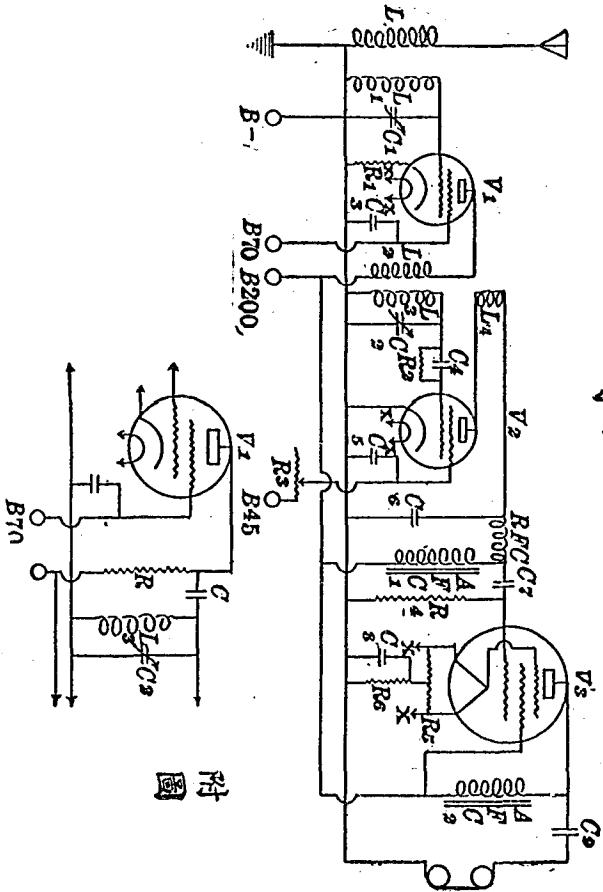 L
L1
C1
B-
V1
R1
C3
B70
B200
L2
L3
C2
L4
C4
R2
V2
C5
R3
B45
C6
RFC
C7
AFC1
R4
V3
C8
X
X
R5
R6
AFC2
C9
V1
B70
R
C
L3
C2
附圖